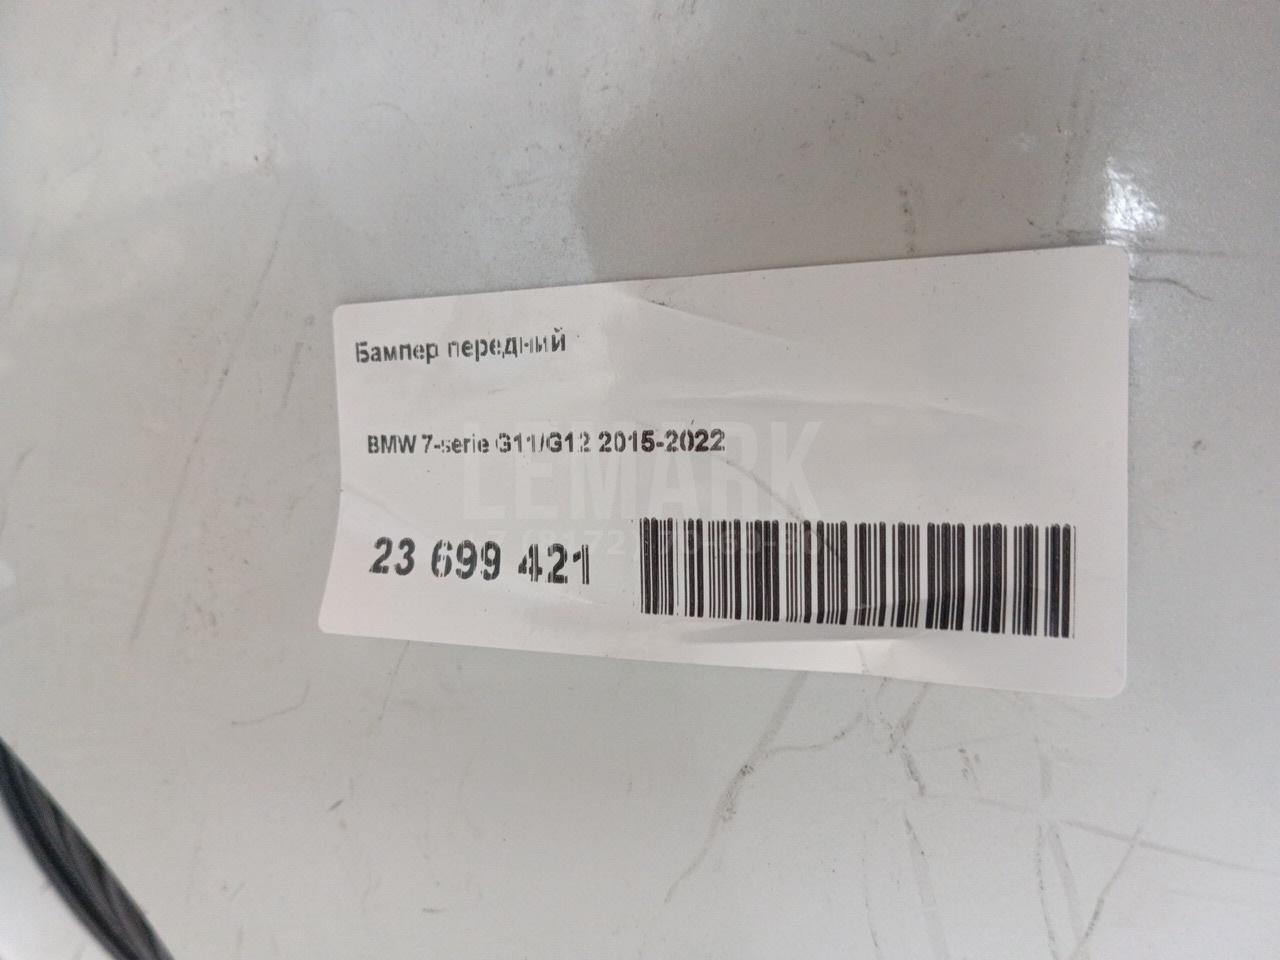 Бампер передний
BMW 7-serie G11/G12 2015-2022
LEMARK
23 699 421